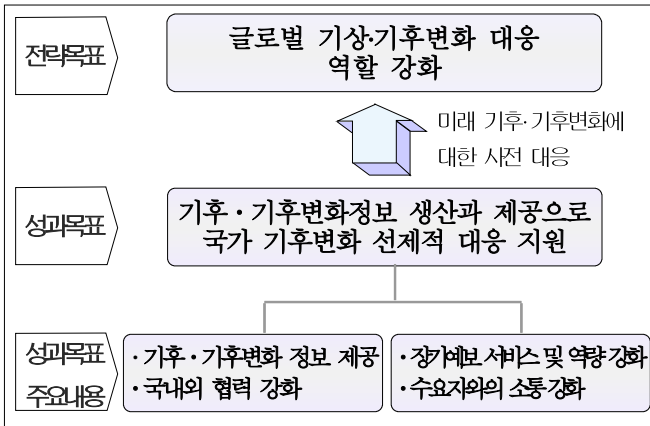 전략목표
글로벌 기상·기후변화 대응
역할 강화
미래 기후·기후변화에
대한 사전 대응
성과목표
기후·기후변화정보 생산과 제공으로
국가 기후변화 선제적 대응 지원
성과목표
주요내용
· 기후·기후변화 정보 제공
· 국내외 협력 강화
· 장기예보 서비스 및 역량 강화
· 수요자와의 소통 강화